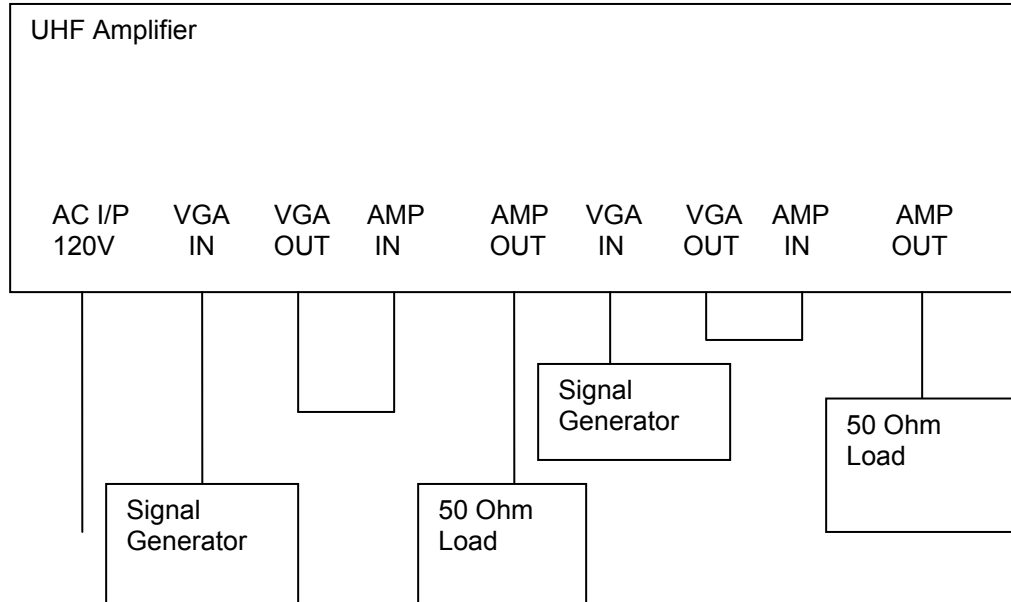 UHF Amplifier
AC I/P VGA VGA AMP AMP VGA VGA AMP AMP
120V IN OUT IN OUT IN OUT IN OUT
Signal
Generator
50 Ohm
Load
Signal
Generator
50 Ohm
Load